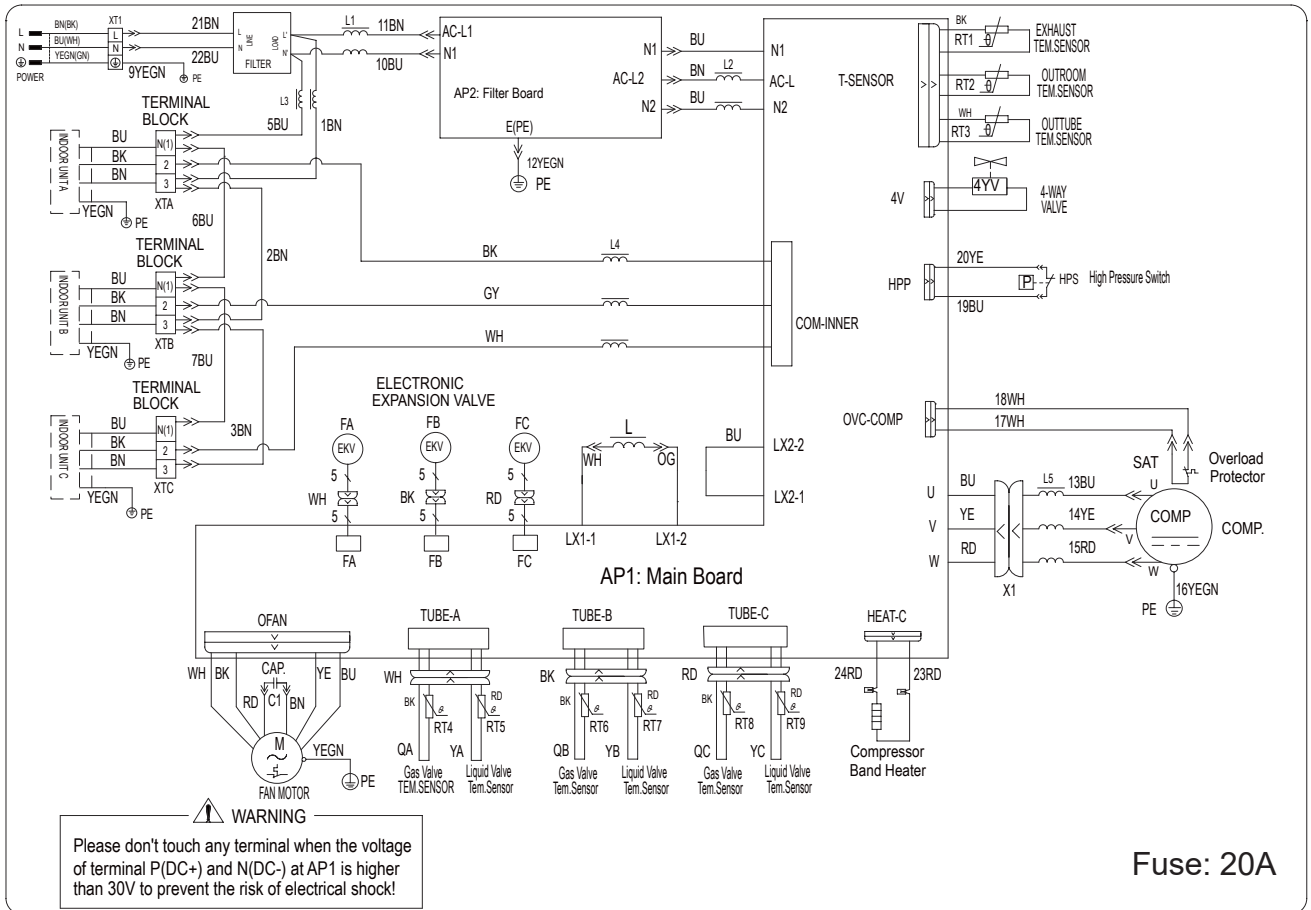 BN(BK)
L
BU(WH)
N
YEGN(GN)
POWER
XT1
L
N
21BN
22BU
9YEGN
PE
L
N
LINE
LOAD
L'
N'
FILTER
L1
11BN
10BU
AC-L1
N1
AP2: Filter Board
E(PE)
12YEGN
PE
N1
AC-L2
N2
BU
BN
L2
BU
N1
AC-L
N2
T-SENSOR
BK
RT1
θ
EXHAUST
TEM.SENSOR
RT2
θ
OUTROOM
TEM.SENSOR
WH
RT3
θ
OUTTUBE
TEM.SENSOR
4V
4YV
4-WAY
VALVE
HPP
20YE
19BU
P
HPS
High Pressure Switch
L3
5BU
1BN
TERMINAL
BLOCK
INDOOR UNIT A
BU
BK
BN
YEGN
PE
N(1)
2
3
XTA
6BU
2BN
TERMINAL
BLOCK
INDOOR UNIT B
BU
BK
BN
YEGN
PE
N(1)
2
3
XTB
7BU
3BN
TERMINAL
BLOCK
INDOOR UNIT C
BU
BK
BN
YEGN
PE
N(1)
2
3
XTC
BK
L4
GY
WH
COM-INNER
ELECTRONIC
EXPANSION VALVE
FA
FB
FC
EKV
EKV
EKV
5
5
5
WH
BK
RD
5
5
5
FA
FB
FC
L
WH
OG
LX1-1
LX1-2
BU
LX2-2
LX2-1
AP1: Main Board
OVC-COMP
18WH
17WH
SAT
Overload
Protector
U
V
W
BU
YE
RD
X1
L5
13BU
14YE
15RD
U
V
W
COMP
COMP.
16YEGN
PE
OFAN
WH
BK
CAP.
YE
BU
RD
C1
BN
M
YEGN
PE
FAN MOTOR
TUBE-A
WH
BK
θ
RT4
RD
θ
RT5
QA
YA
Gas Valve
TEM.SENSOR
Liquid Valve
Tem.Sensor
TUBE-B
BK
BK
θ
RT6
RD
θ
RT7
QB
YB
Gas Valve
Tem.Sensor
Liquid Valve
Tem.Sensor
TUBE-C
RD
BK
θ
RT8
RD
θ
RT9
QC
YC
Gas Valve
Tem.Sensor
Liquid Valve
Tem.Sensor
HEAT-C
24RD
23RD
Compressor
Band Heater
WARNING
Please don't touch any terminal when the voltage
of terminal P(DC+) and N(DC-) at AP1 is higher
than 30V to prevent the risk of electrical shock!
Fuse: 20A